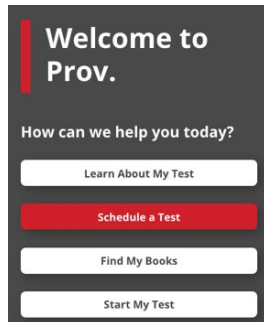 Welcome to
Prov.
How can we help you today?
Learn About My Test
Schedule a Test
Find My Books
Start My Test